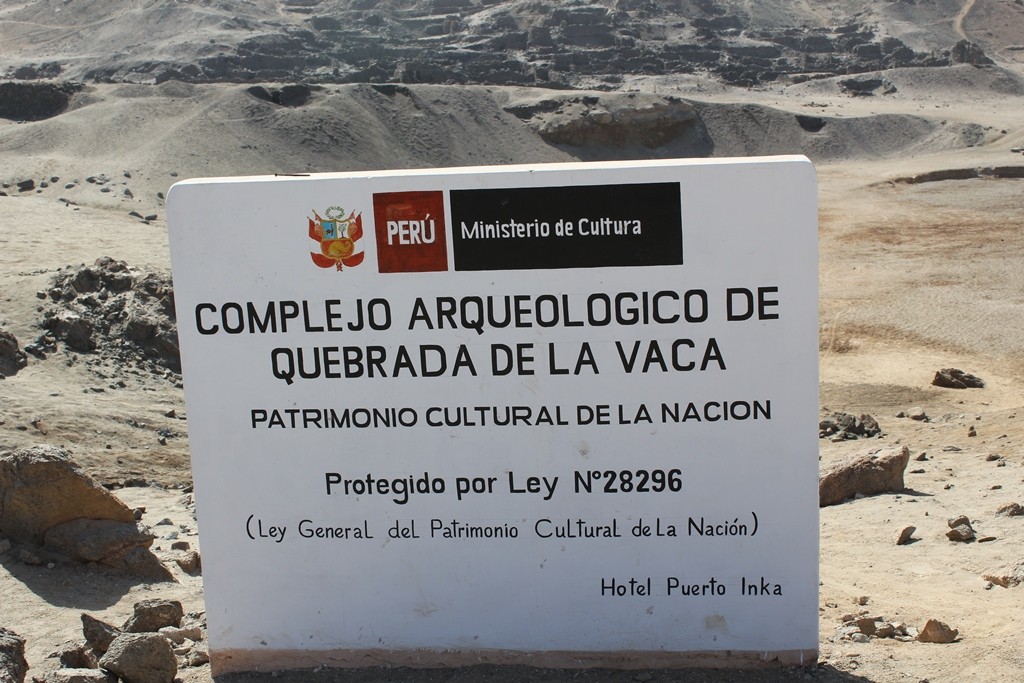 PERÚ Ministerio de Cultura
COMPLEJO ARQUEOLOGICO DE
QUEBRADA DE LA VACA
PATRIMONIO CULTURAL DE LA NACION
Protegido por Ley N°28296
(Ley General del Patrimonio Cultural de La Nación)
Hotel Puerto Inka